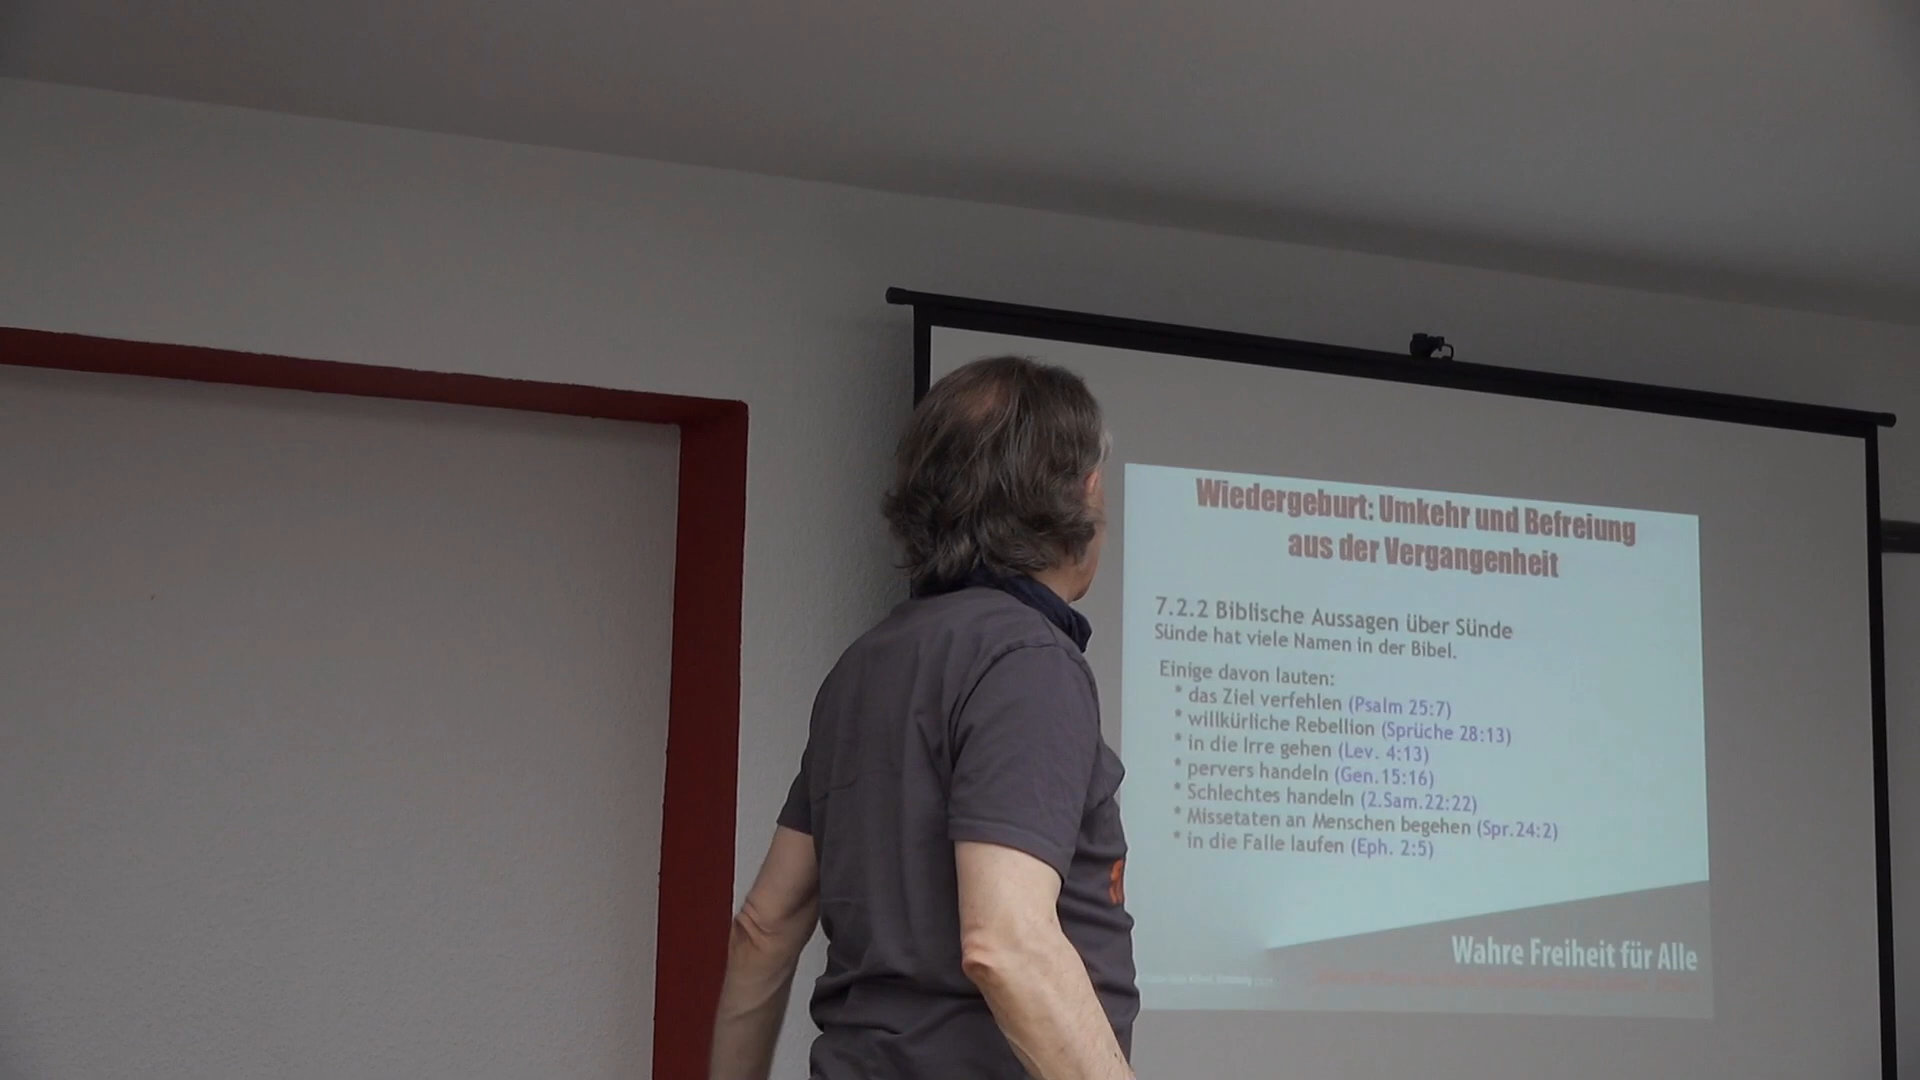 Wiedergeburt: Umkehr und Befreiung
aus der Vergangenheit
7.2.2 Biblische Aussagen über Sünde
Sünde hat viele Namen in der Bibel.
Einige davon lauten:
* das Ziel verfehlen (Psalm 25:7)
* willkürliche Rebellion (Sprüche 28:13)
* in die Irre gehen (Lev. 4:13)
* pervers handeln (Gen.15:16)
* Schlechtes handeln (2.Sam.22:22)
* Missetaten an Menschen begehen (Spr.24:2)
* in die Falle laufen (Eph. 2:5)
Wahre Freiheit für Alle